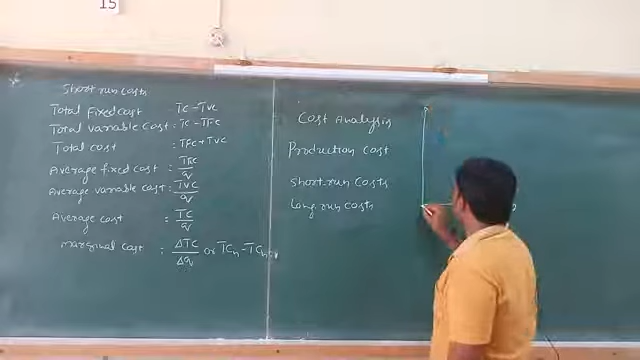 15
Short run costs
Total fixed cost TC - TVC
Total variable cost : TC - TFC
Total cost : TFC + TVC
Average fixed cost : TFC/q
Average variable cost : TVC/q
Average cost : TC/q
marginal cost : ΔTC/Δq or TCn - TCn-1
Cost Analysis
Production cost
Short-run costs
Long run costs